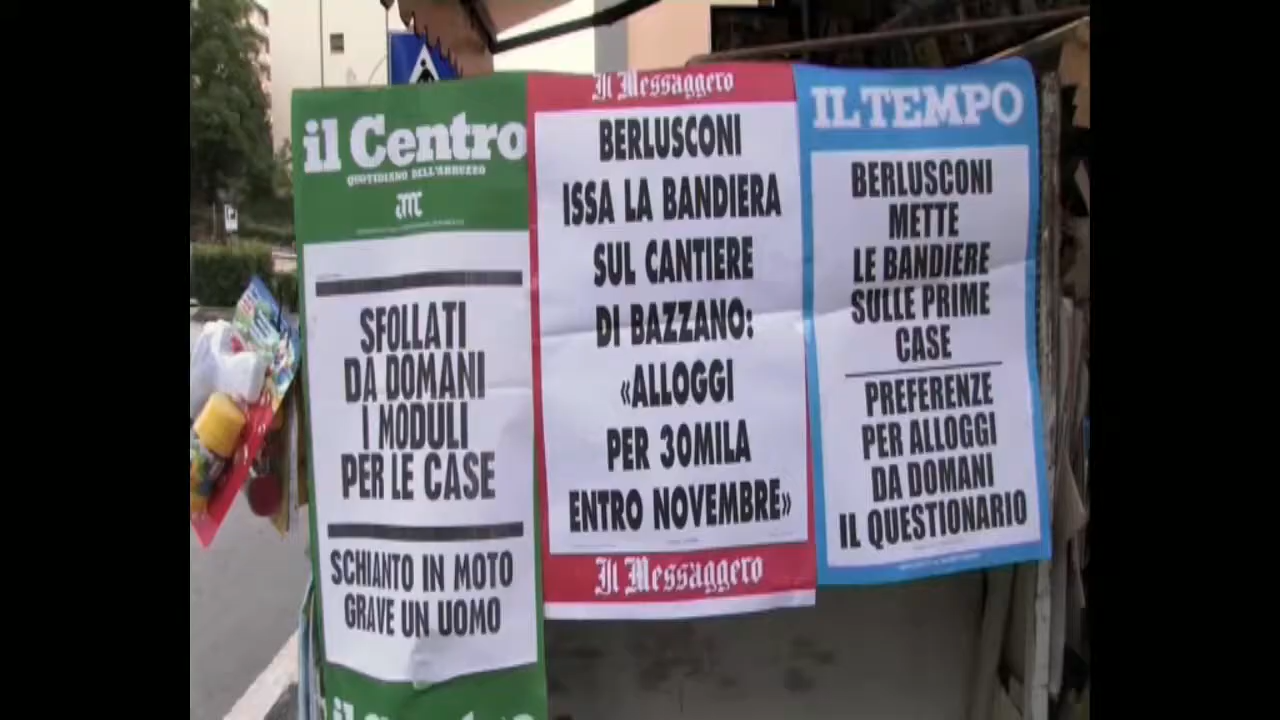 il Centro
QUOTIDIANO DELL'ABRUZZO
SFOLLATI
DA DOMANI
I MODULI
PER LE CASE
SCHIANTO IN MOTO
GRAVE UN UOMO
il Centro
Il Messaggero
BERLUSCONI
ISSA LA BANDIERA
SUL CANTIERE
DI BAZZANO:
«ALLOGGI
PER 30MILA
ENTRO NOVEMBRE»
Il Messaggero
IL TEMPO
BERLUSCONI
METTE
LE BANDIERE
SULLE PRIME
CASE
PREFERENZE
PER ALLOGGI
DA DOMANI
IL QUESTIONARIO